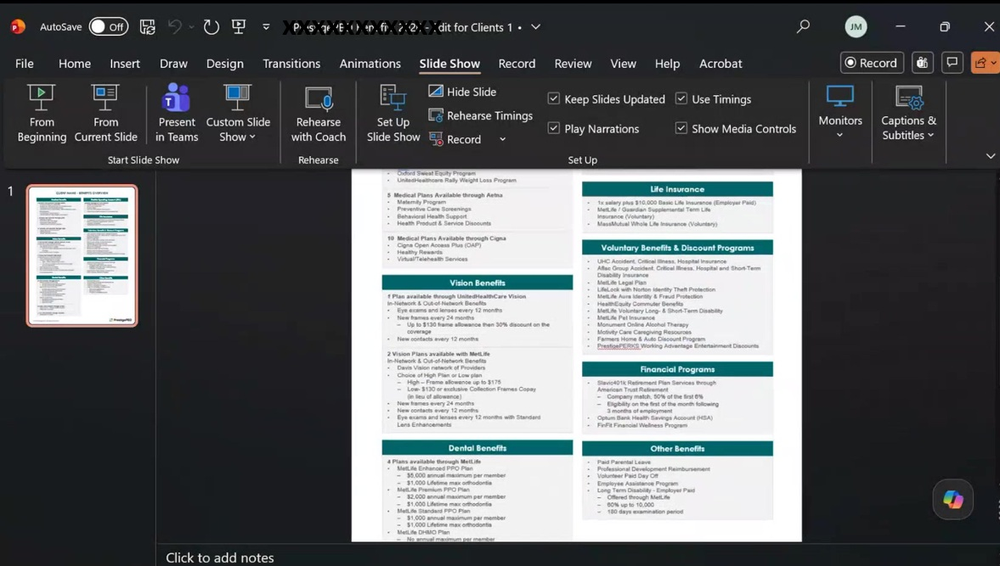 AutoSave
Off
Edit for Clients 1 •
JM
File
Home
Insert
Draw
Design
Transitions
Animations
Slide Show
Record
Review
View
Help
Acrobat
Record
From
Beginning
From
Current Slide
Present
in Teams
Custom Slide
Show
Start Slide Show
Rehearse
with Coach
Rehearse
Set Up
Slide Show
Hide Slide
Rehearse Timings
Record
Keep Slides Updated
Play Narrations
Use Timings
Show Media Controls
Set Up
Monitors
Captions &
Subtitles
1
• Oxford Sweat Equity Program
• UnitedHealthcare Rally Weight Loss Program
5 Medical Plans Available through Aetna
• Maternity Program
• Preventive Care Screenings
• Behavioral Health Support
• Health Product & Service Discounts
10 Medical Plans Available through Cigna
• Cigna Open Access Plus (OAP)
• Healthy Rewards
• Virtual/Telehealth Services
Vision Benefits
1 Plan available through UnitedHealthCare Vision
In-Network & Out-of-Network Benefits
• Eye exams and lenses every 12 months
• New frames every 24 months
– Up to $130 frame allowance then 30% discount on the
coverage
• New contacts every 12 months
2 Vision Plans available with MetLife
In-Network & Out-of-Network Benefits
• Davis Vision network of Providers
• Choice of High Plan or Low plan
– High – Frame allowance up to $175
– Low- $130 or exclusive Collection Frames Copay
(in lieu of allowance)
• New frames every 24 months
• New contacts every 12 months
• Eye exams and lenses every 12 months with Standard
Lens Enhancements
Dental Benefits
4 Plans available through MetLife
• MetLife Enhanced PPO Plan
– $5,000 annual maximum per member
– $1,000 Lifetime max orthodontia
• MetLife Premium PPO Plan
– $2,000 annual maximum per member
– $1,000 Lifetime max orthodontia
• MetLife Standard PPO Plan
– $1,000 annual maximum per member
– $1,000 Lifetime max orthodontia
• MetLife DHMO Plan
– No annual maximum per member
Life Insurance
• 1x salary plus $10,000 Basic Life Insurance (Employer Paid)
• MetLife / Guardian Supplemental Term Life
Insurance (Voluntary)
• MassMutual Whole Life Insurance (Voluntary)
Voluntary Benefits & Discount Programs
• UHC Accident, Critical Illness, Hospital Insurance
• Aflac Group Accident, Critical Illness, Hospital and Short-Term
Disability Insurance
• MetLife Legal Plan
• LifeLock with Norton Identity Theft Protection
• MetLife Aura Identity & Fraud Protection
• HealthEquity Commuter Benefits
• MetLife Voluntary Long- & Short-Term Disability
• MetLife Pet Insurance
• Monument Online Alcohol Therapy
• Motivity Care Caregiving Resources
• Farmers Home & Auto Discount Program
• PrestigePERKS Working Advantage Entertainment Discounts
Financial Programs
• Slavic401k Retirement Plan Services through
American Trust Retirement
– Company match, 50% of the first 6%
– Eligibility on the first of the month following
3 months of employment
• Optum Bank Health Savings Account (HSA)
• FinFit Financial Wellness Program
Other Benefits
• Paid Parental Leave
• Professional Development Reimbursement
• Volunteer Paid Day Off
• Employee Assistance Program
• Long Term Disability - Employer Paid
– Offered through MetLife
– 60% up to 10,000
– 180 days examination period
Click to add notes